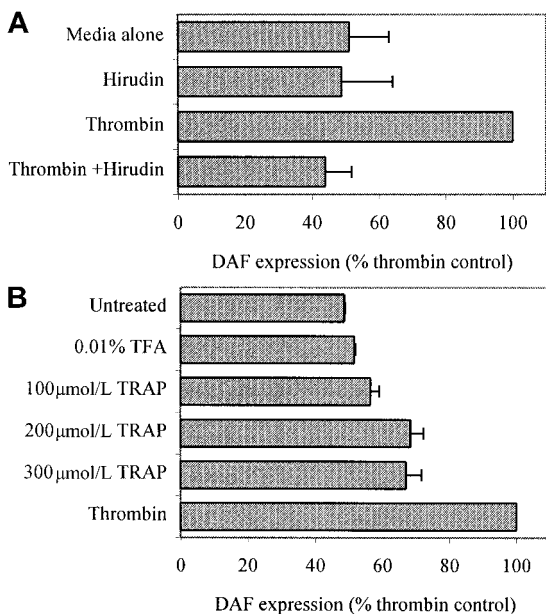 A
Media alone
Hirudin
Thrombin
Thrombin +Hirudin
0 20 40 60 80 100
DAF expression (% thrombin control)
B
Untreated
0.01% TFA
100μmol/L TRAP
200μmol/L TRAP
300μmol/L TRAP
Thrombin
0 20 40 60 80 100
DAF expression (% thrombin control)